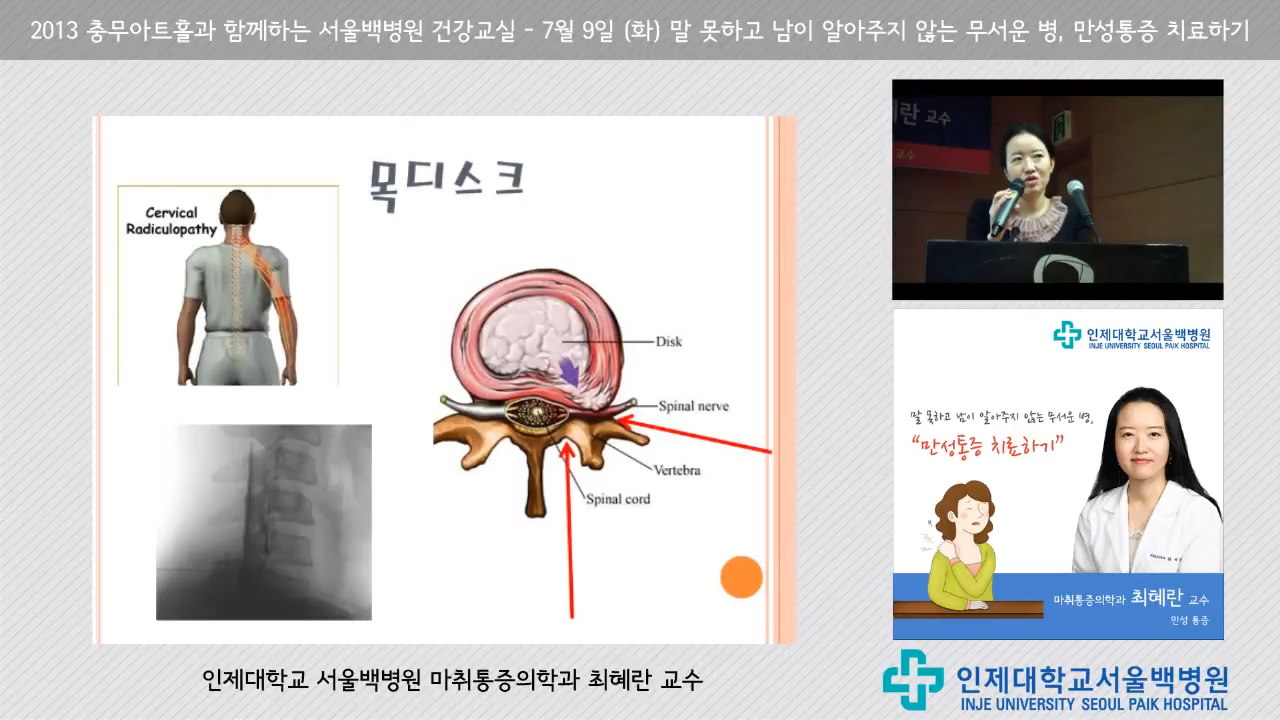 2013 충무아트홀과 함께하는 서울백병원 건강교실 - 7월 9일 (화) 말 못하고 남이 알아주지 않는 무서운 병, 만성통증 치료하기
목디스크
Cervical
Radiculopathy
Disk
Spinal nerve
Vertebra
Spinal cord
란 교수
교수
인제대학교서울백병원
INJE UNIVERSITY SEOUL PAIK HOSPITAL
말 못하고 남이 알아주지 않는 무서운 병,
“만성통증 치료하기”
마취통증의학과 최혜란 교수
만성 통증
인제대학교 서울백병원 마취통증의학과 최혜란 교수
인제대학교서울백병원
INJE UNIVERSITY SEOUL PAIK HOSPITAL